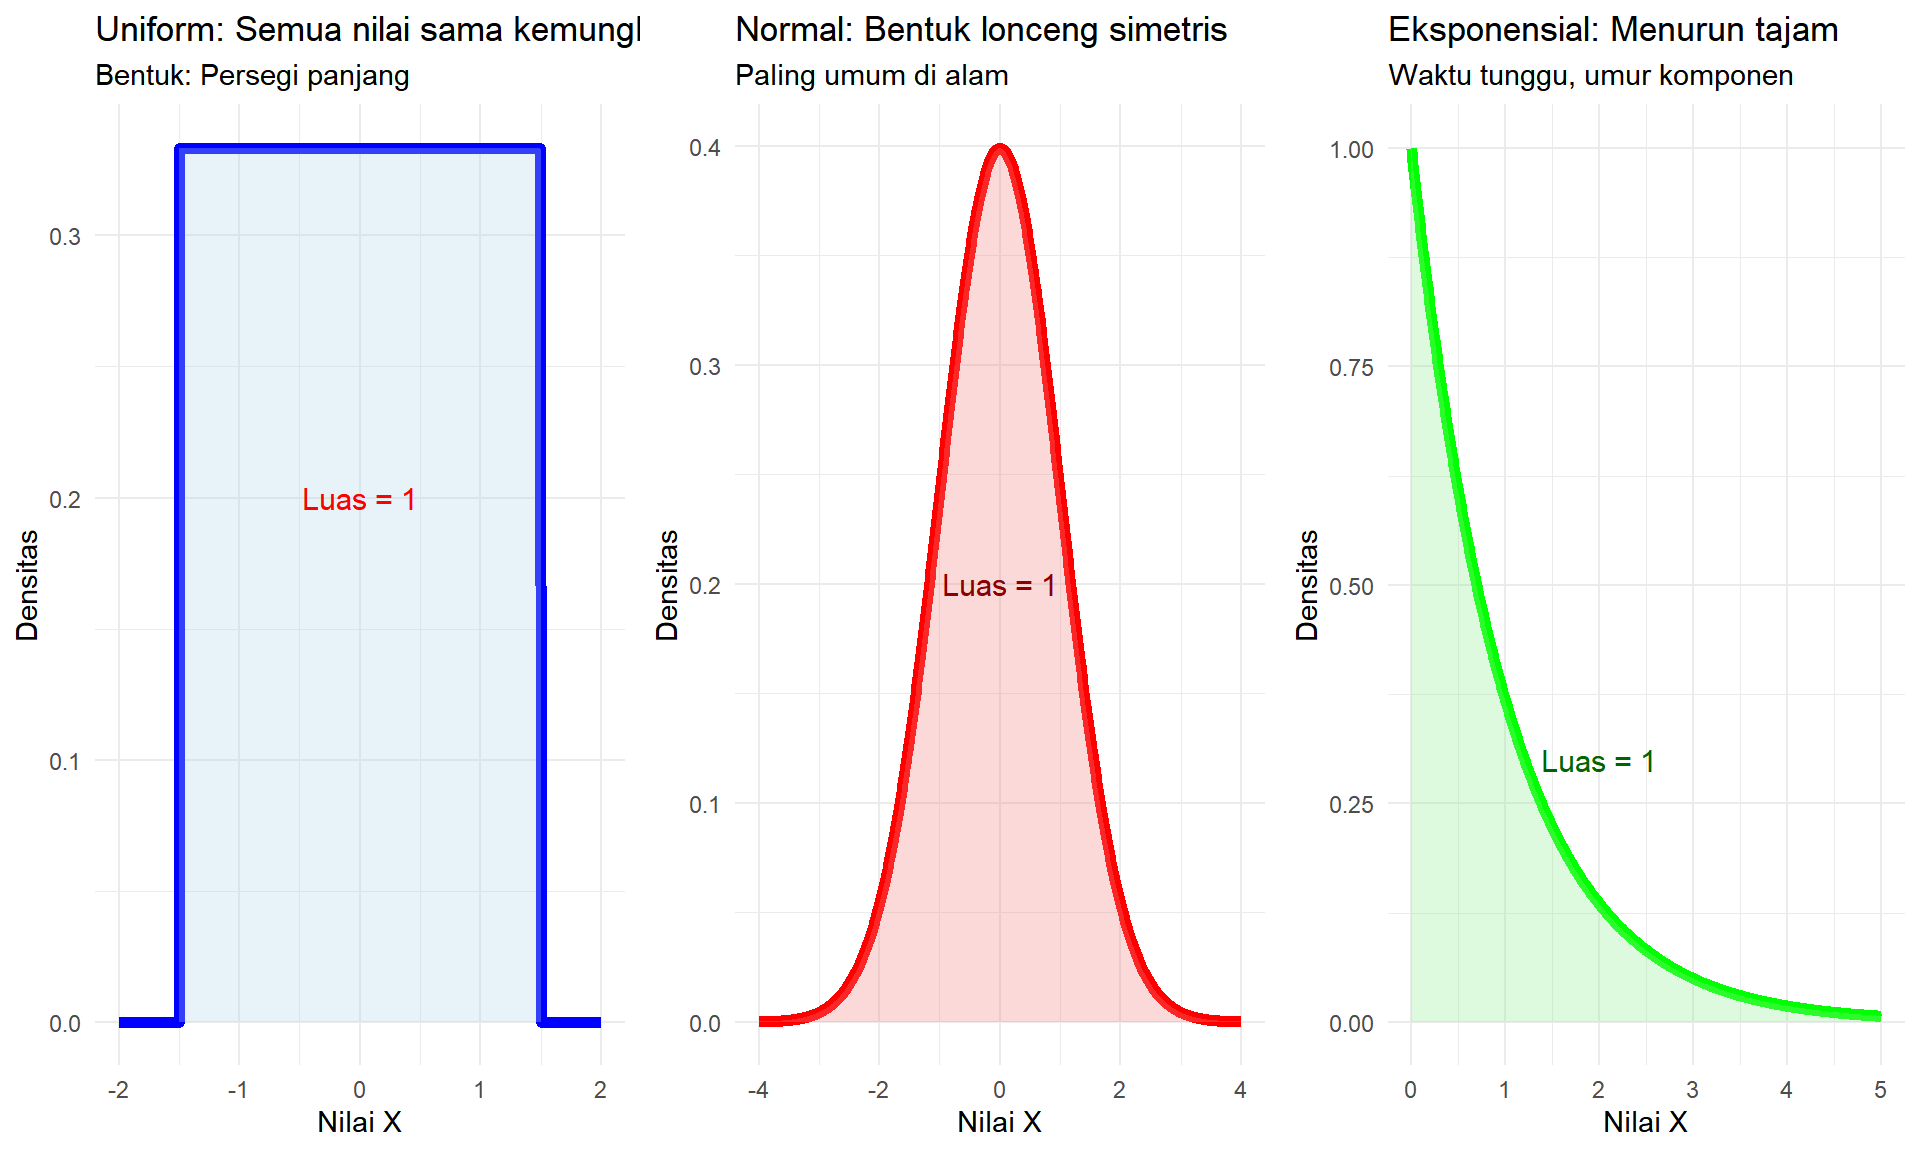 Uniform: Semua nilai sama kemungk
Bentuk: Persegi panjang
0.3
0.2
0.1
0.0
Densitas
Luas = 1
-2 -1 0 1 2
Nilai X
Normal: Bentuk lonceng simetris
Paling umum di alam
0.4
0.3
0.2
0.1
0.0
Densitas
Luas = 1
-4 -2 0 2 4
Nilai X
Eksponensial: Menurun tajam
Waktu tunggu, umur komponen
1.00
0.75
0.50
0.25
0.00
Densitas
Luas = 1
0 1 2 3 4 5
Nilai X